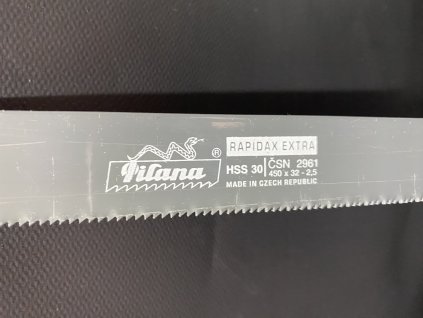 Pilana ®
RAPIDAX EXTRA
HSS 30 ČSN 2961
450 x 32 - 2,5
MADE IN CZECH REPUBLIC